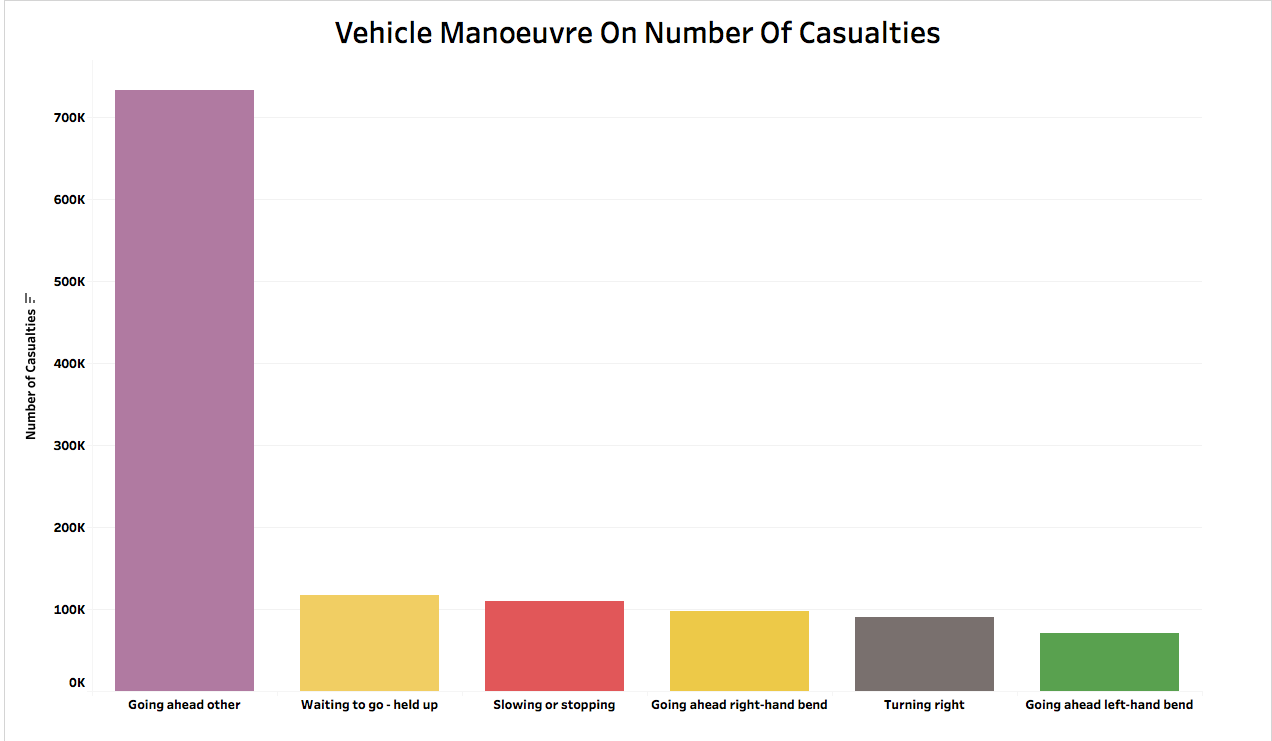 Vehicle Manoeuvre On Number Of Casualties
700K
600K
500K
400K
300K
200K
100K
0K
Number of Casualties
Going ahead other
Waiting to go - held up
Slowing or stopping
Going ahead right-hand bend
Turning right
Going ahead left-hand bend